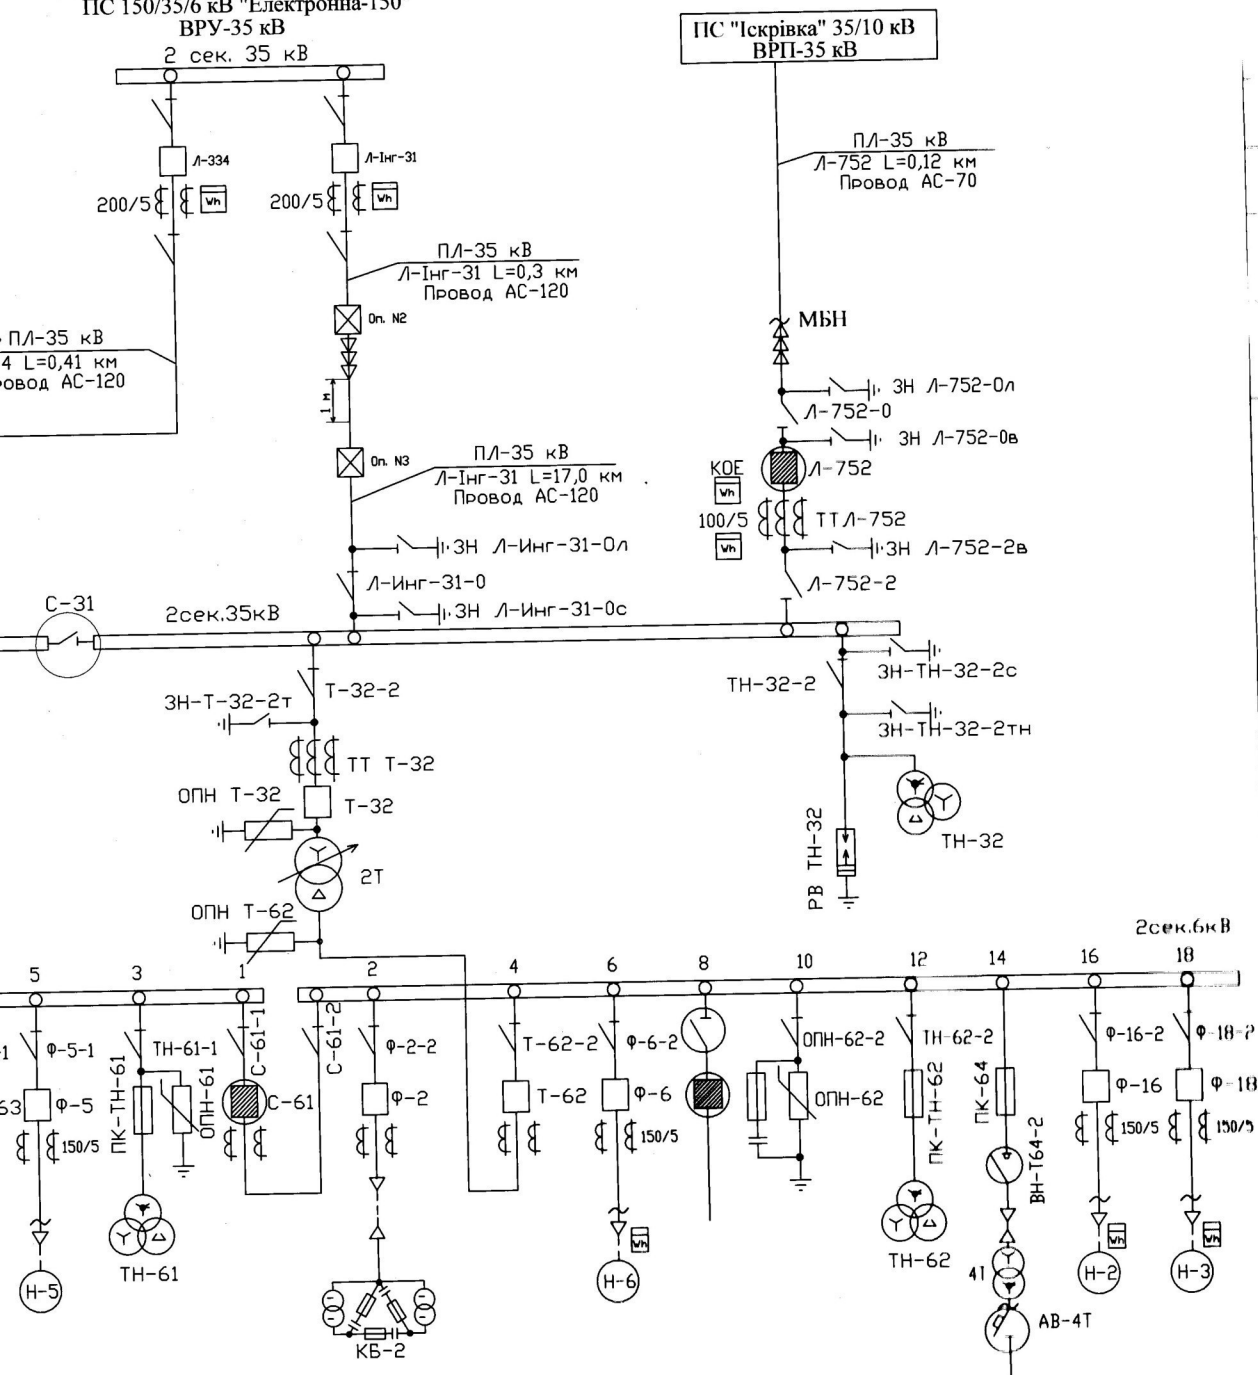 ПС 150/35/6 кВ "Електронна-150"
ВРУ-35 кВ
2 сек. 35 кВ
ПС "Іскрівка" 35/10 кВ
ВРП-35 кВ
Л-334
Л-Інг-31
200/5
Wh
200/5
Wh
ПЛ-35 кВ
Л-752 L=0,12 км
Провод АС-70
ПЛ-35 кВ
Л-Інг-31 L=0,3 км
Провод АС-120
Оп. N2
МБН
ПЛ-35 кВ
4 L=0,41 км
ровод АС-120
1 м
ЗН Л-752-0л
Л-752-0
ЗН Л-752-0в
Оп. N3
ПЛ-35 кВ
Л-Інг-31 L=17,0 км
Провод АС-120
КОЕ
Wh
Л-752
100/5
ТТЛ-752
Wh
ЗН Л-752-2в
ЗН Л-Инг-31-0л
Л-Инг-31-0
Л-752-2
С-31
2сек.35кВ
ЗН Л-Инг-31-0с
ЗН-Т-32-2т
Т-32-2
ТН-32-2
ЗН-ТН-32-2с
ЗН-ТН-32-2тн
ТТ Т-32
ОПН Т-32
Т-32
РВ ТН-32
ТН-32
2Т
ОПН Т-62
2сек.6кВ
5
3
1
2
4
6
8
10
12
14
16
18
-1
Ф-5-1
ТН-61-1
С-61-1
С-61-2
Ф-2-2
Т-62-2
Ф-6-2
ОПН-62-2
ТН-62-2
Ф-16-2
Ф-18-2
63
Ф-5
ПК-ТН-61
ОПН-61
С-61
Ф-2
Т-62
Ф-6
ОПН-62
ПК-ТН-62
ПК-64
Ф-16
Ф-18
150/5
150/5
150/5
150/5
ВН-Т64-2
Wh
Wh
Wh
Н-5
ТН-61
КБ-2
Н-6
ТН-62
4Т
Н-2
Н-3
АВ-4Т